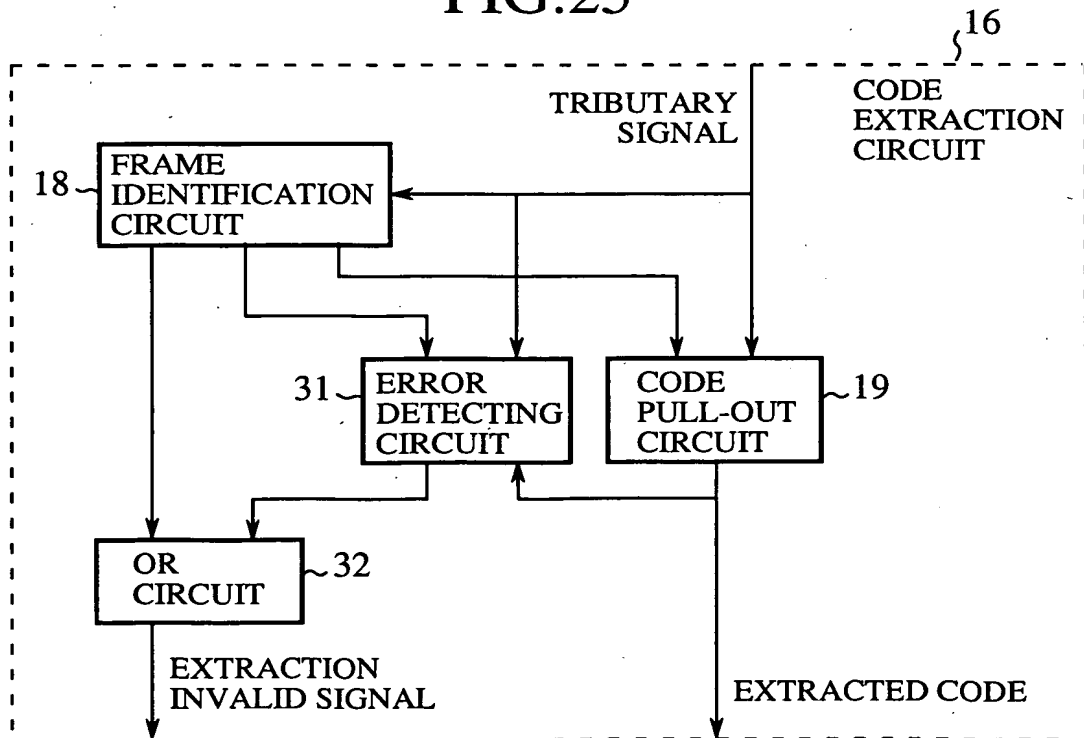 FIG.25
16
TRIBUTARY
SIGNAL
CODE
EXTRACTION
CIRCUIT
18
FRAME
IDENTIFICATION
CIRCUIT
31
ERROR
DETECTING
CIRCUIT
CODE
PULL-OUT
CIRCUIT
19
OR
CIRCUIT
32
EXTRACTION
INVALID SIGNAL
EXTRACTED CODE